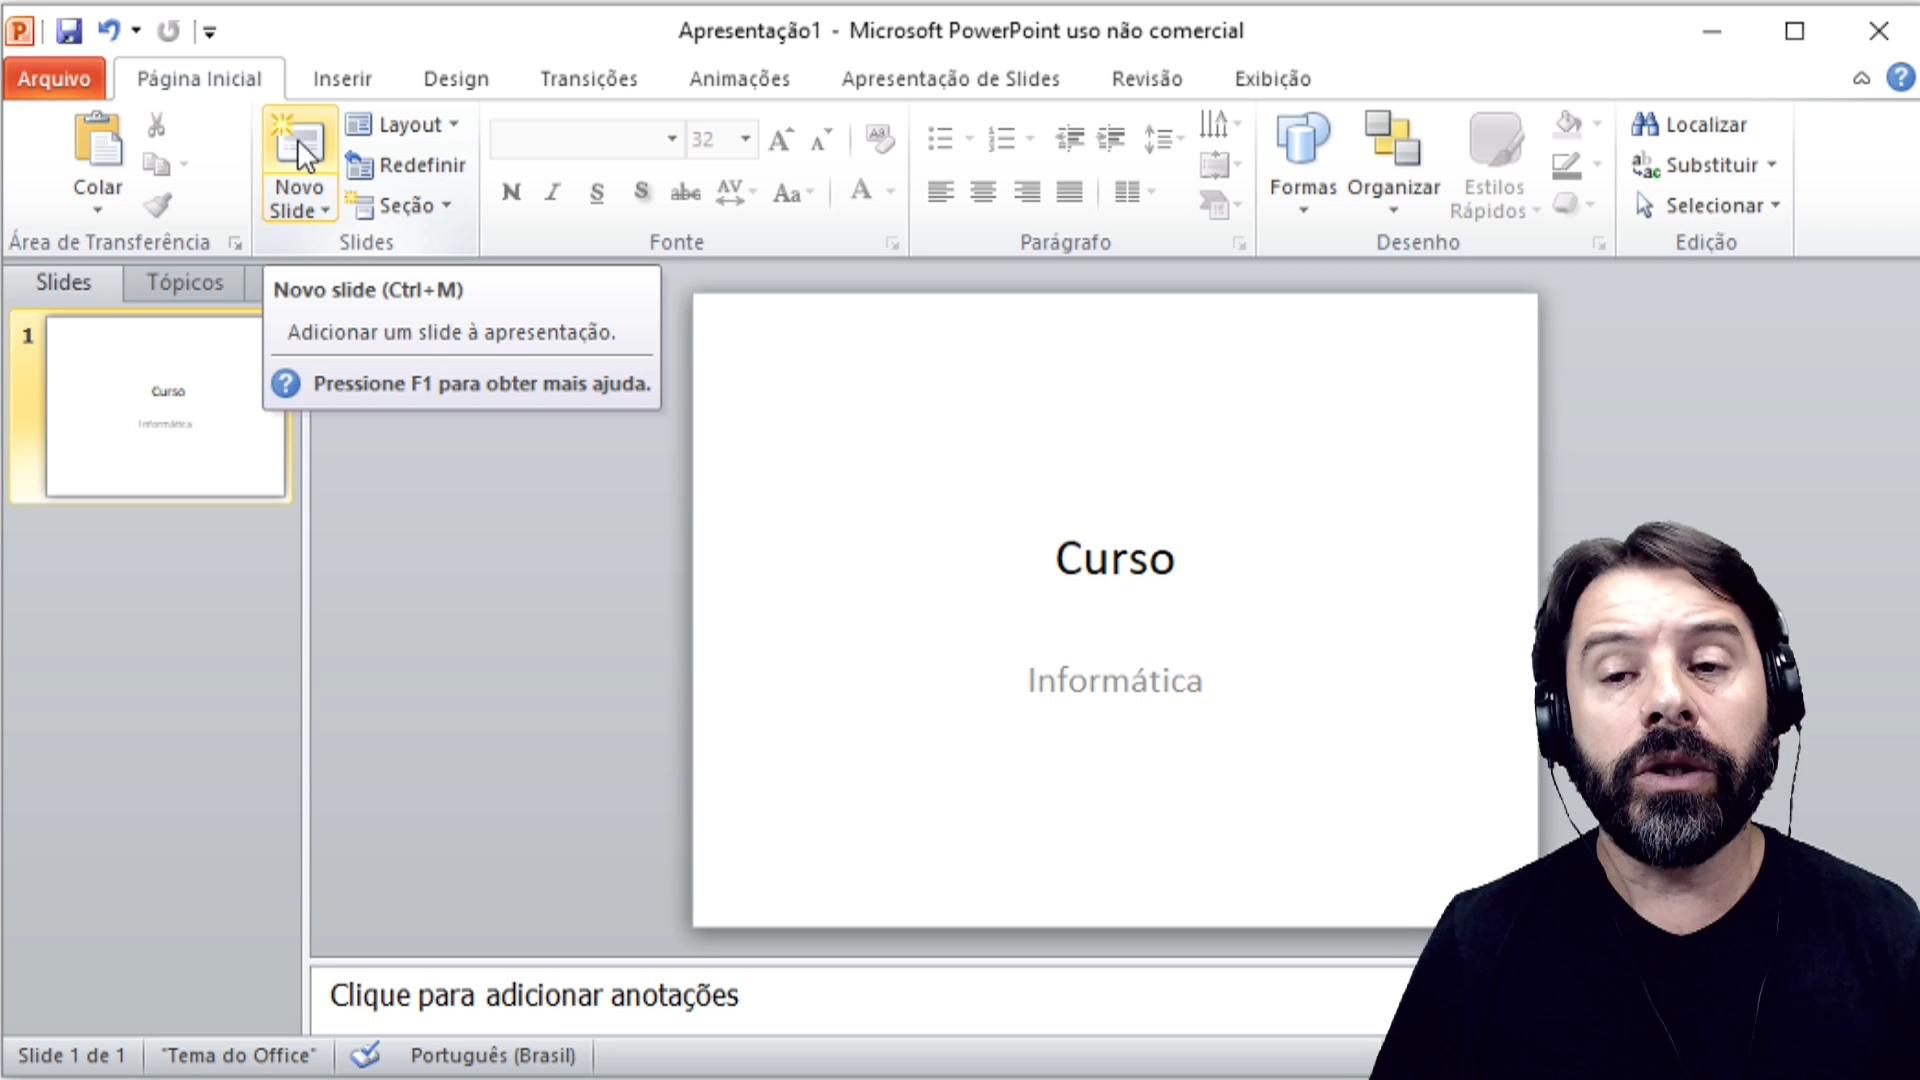 Apresentação1 - Microsoft PowerPoint uso não comercial
Arquivo Página Inicial Inserir Design Transições Animações Apresentação de Slides Revisão Exibição
Colar
Novo
Slide
Layout
Redefinir
Seção
32
N I S S abc AV Aa A
Formas Organizar Estilos
Rápidos
Localizar
Substituir
Selecionar
Área de Transferência Slides Fonte Parágrafo Desenho Edição
Slides Tópicos
Novo slide (Ctrl+M)
Adicionar um slide à apresentação.
Pressione F1 para obter mais ajuda.
1
Curso
Informática
Curso
Informática
Clique para adicionar anotações
Slide 1 de 1 "Tema do Office" Português (Brasil)